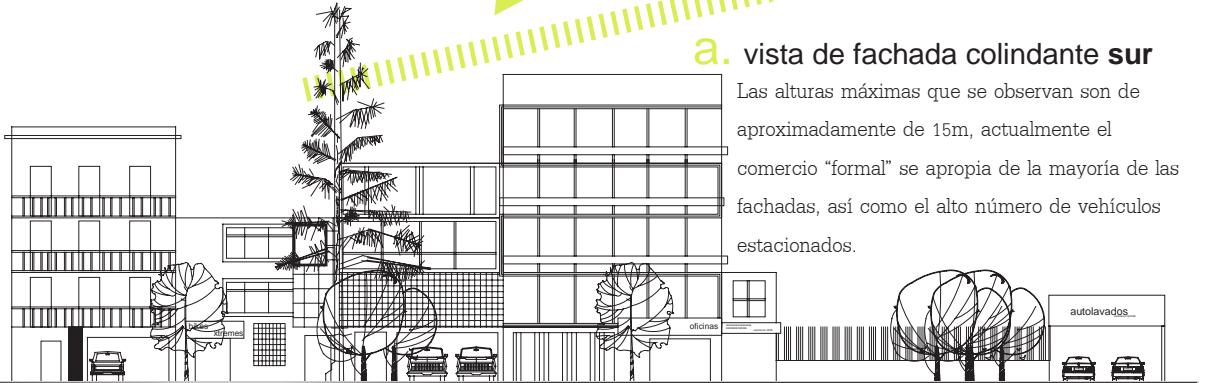 a. vista de fachada colindante sur
Las alturas máximas que se observan son de
aproximadamente de 15m, actualmente el
comercio “formal” se apropia de la mayoría de las
fachadas, así como el alto número de vehículos
estacionados.
bikes
xtremes
oficinas
autolavados